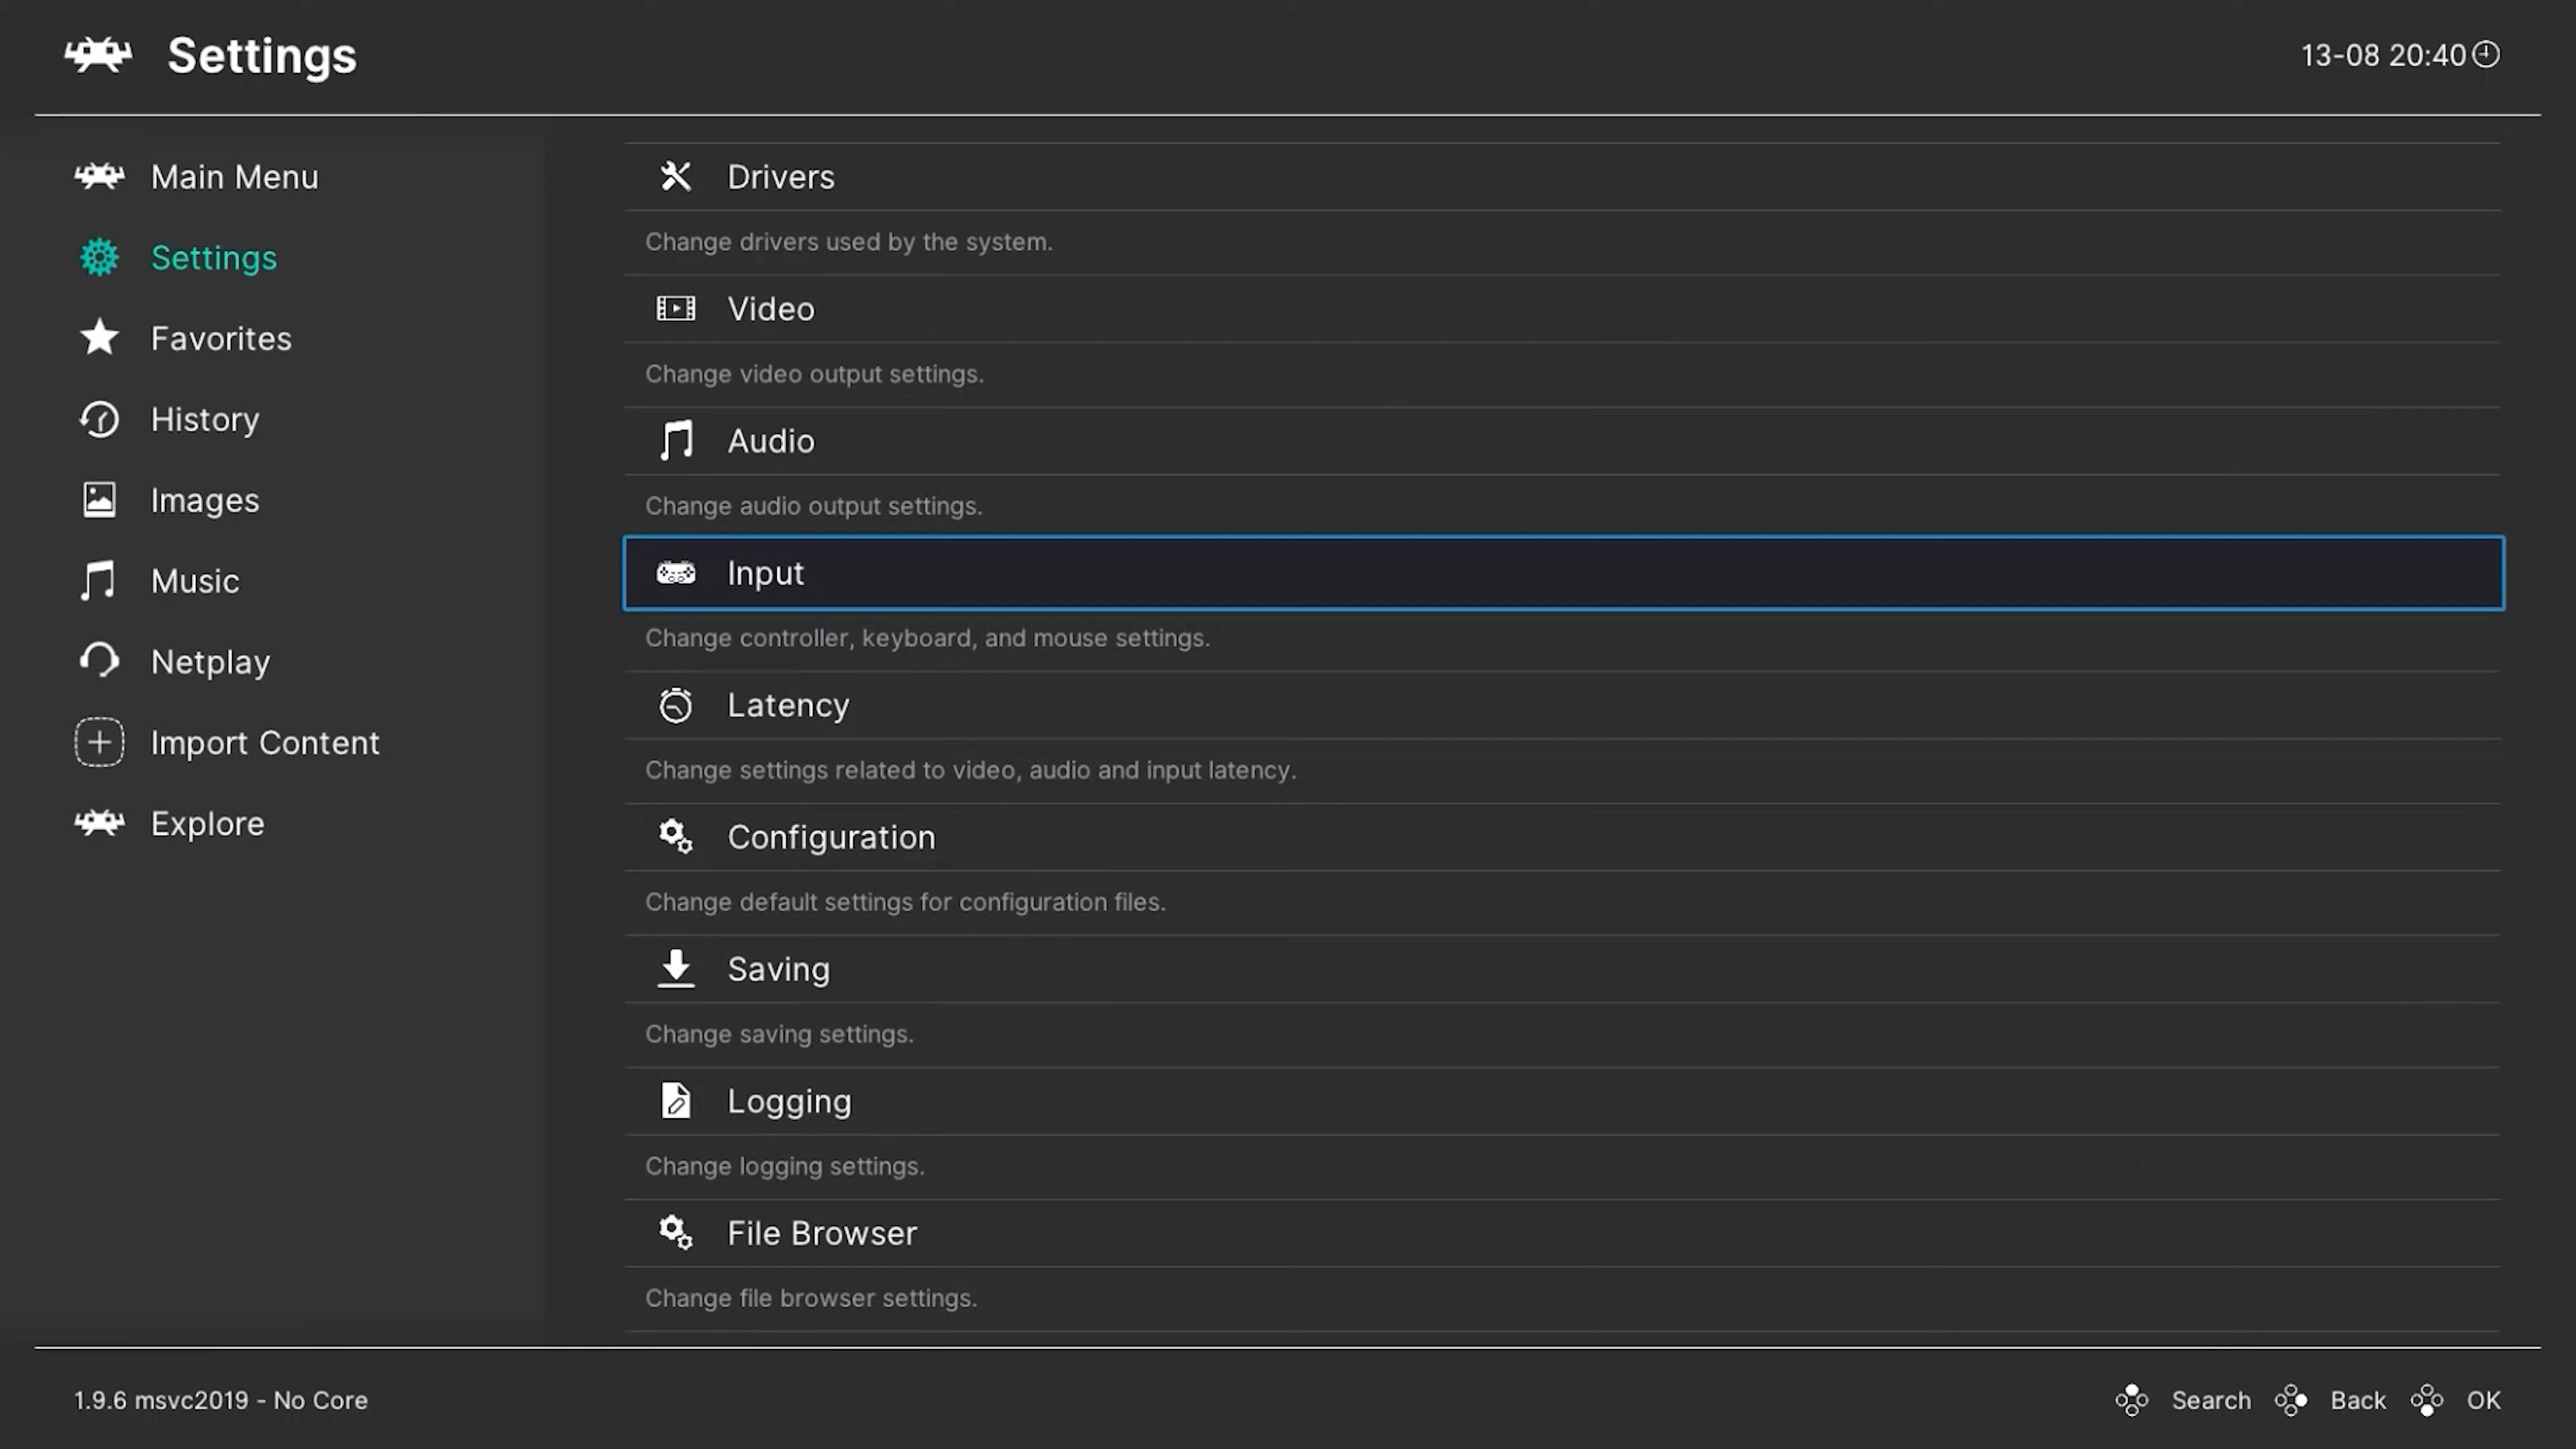 Settings
13-08 20:40
Main Menu
Settings
Favorites
History
Images
Music
Netplay
Import Content
Explore
Drivers
Change drivers used by the system.
Video
Change video output settings.
Audio
Change audio output settings.
Input
Change controller, keyboard, and mouse settings.
Latency
Change settings related to video, audio and input latency.
Configuration
Change default settings for configuration files.
Saving
Change saving settings.
Logging
Change logging settings.
File Browser
Change file browser settings.
1.9.6 msvc2019 - No Core
Search Back OK